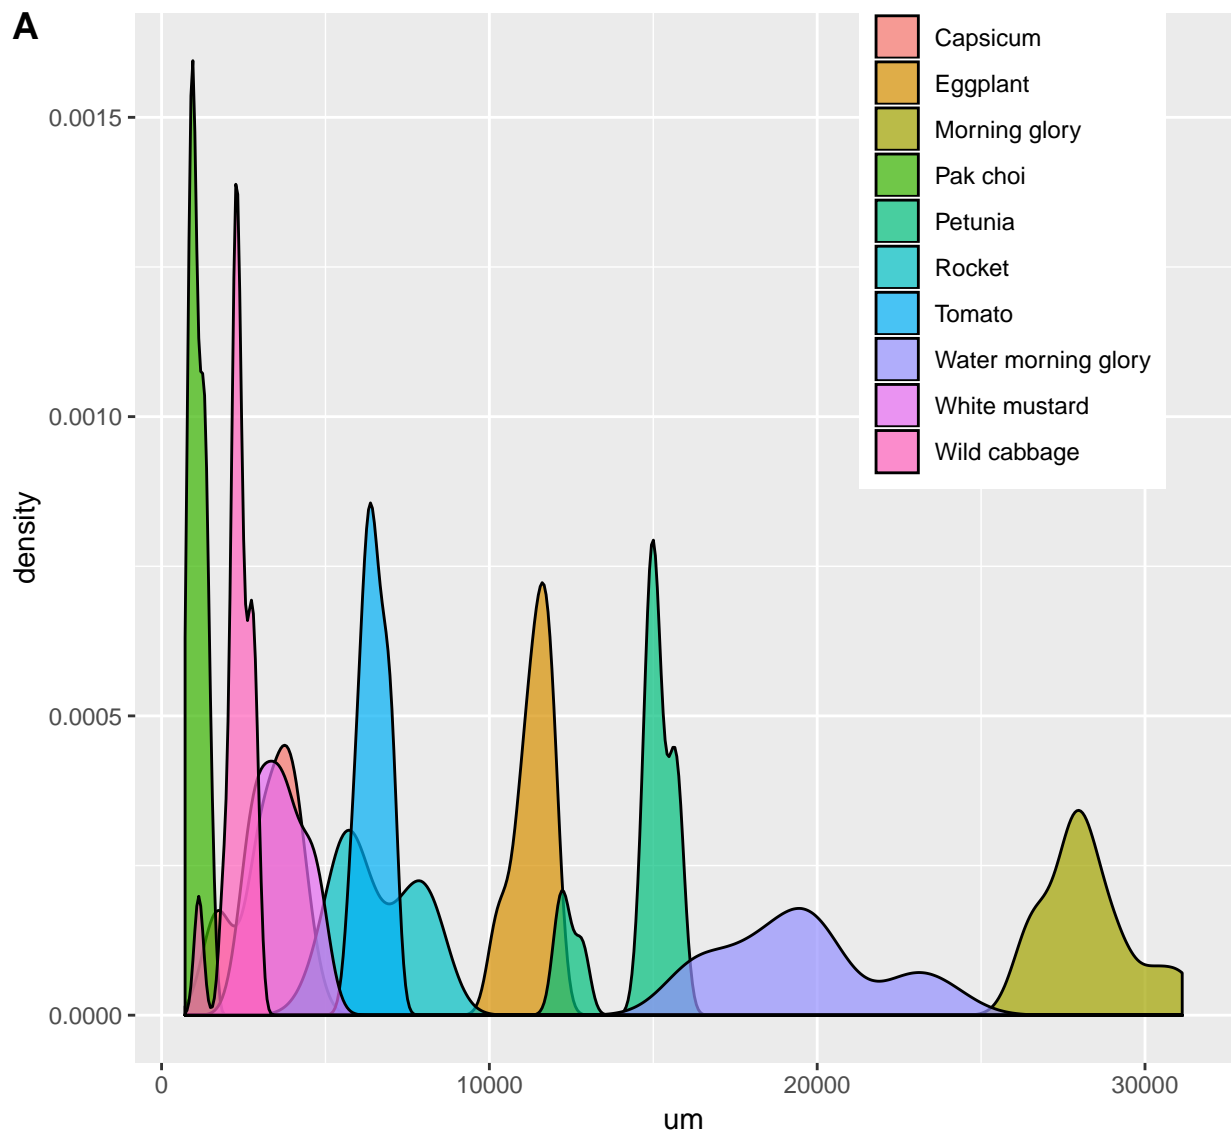 A
Capsicum
Eggplant
Morning glory
Pak choi
Petunia
Rocket
Tomato
Water morning glory
White mustard
Wild cabbage
0.0015
0.0010
0.0005
0.0000
density
0 10000 20000 30000
um